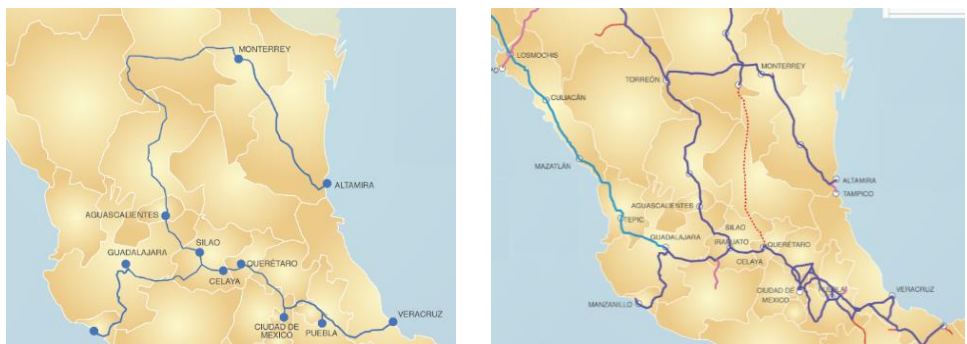 MONTERREY
ALTAMIRA
AGUASCALIENTES
GUADALAJARA
SILAO
QUERÉTARO
CELAYA
CIUDAD DE
MEXICO
PUEBLA
VERACRUZ
LOSMOCHIS
TORREÓN
MONTERREY
CULIACÁN
MAZATLÁN
ALTAMIRA
TAMPICO
AGUASCALIENTES
TEPIC
SILAO
GUADALAJARA
IRAPUATO
QUERÉTARO
CELAYA
CIUDAD DE
MEXICO
VERACRUZ
MANZANILLO